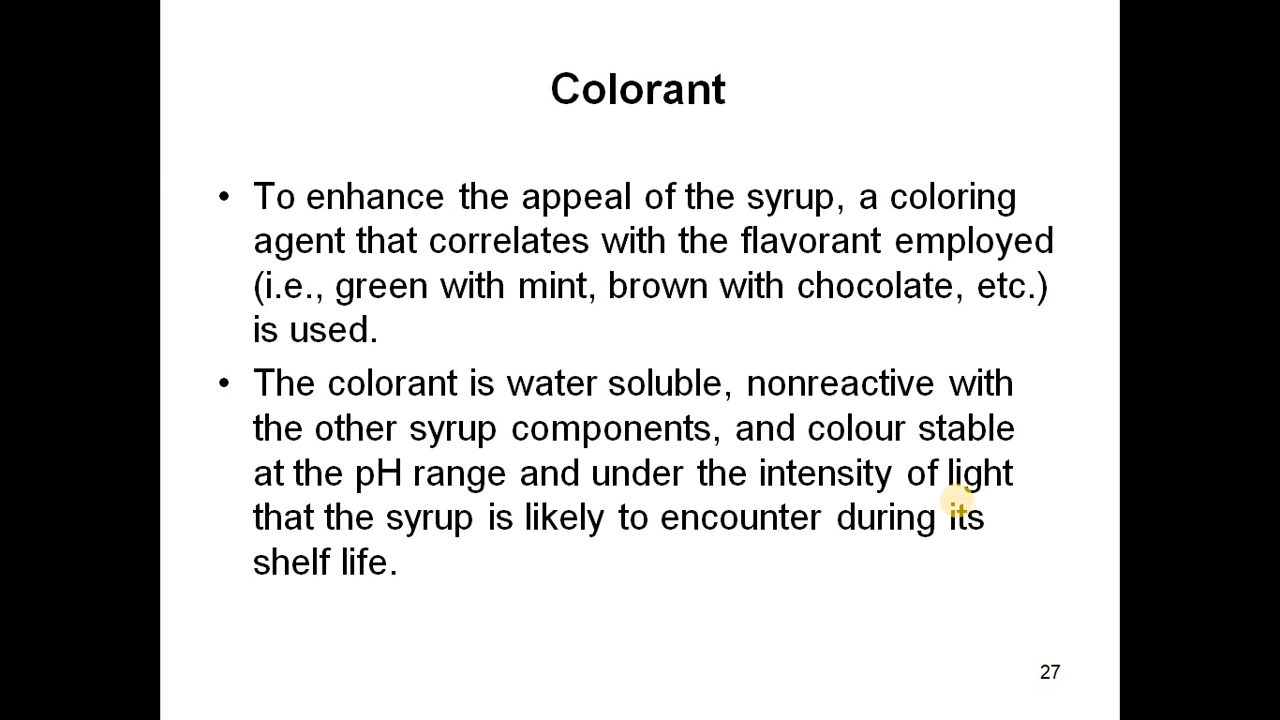 Colorant
• To enhance the appeal of the syrup, a coloring
agent that correlates with the flavorant employed
(i.e., green with mint, brown with chocolate, etc.)
is used.
• The colorant is water soluble, nonreactive with
the other syrup components, and colour stable
at the pH range and under the intensity of light
that the syrup is likely to encounter during its
shelf life.
27